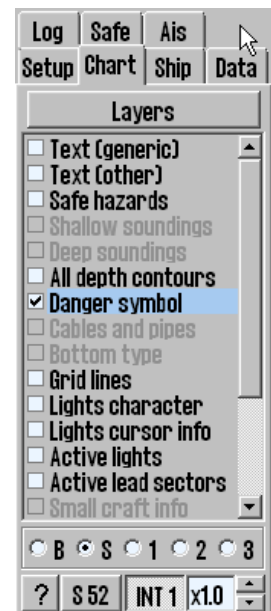 Log Safe Ais
Setup Chart Ship Data
Layers
Text (generic)
Text (other)
Safe hazards
Shallow soundings
Deep soundings
All depth contours
Danger symbol
Cables and pipes
Bottom type
Grid lines
Lights character
Lights cursor info
Active lights
Active lead sectors
Small craft info
B S 1 2 3
? S 52 INT 1 x1.0